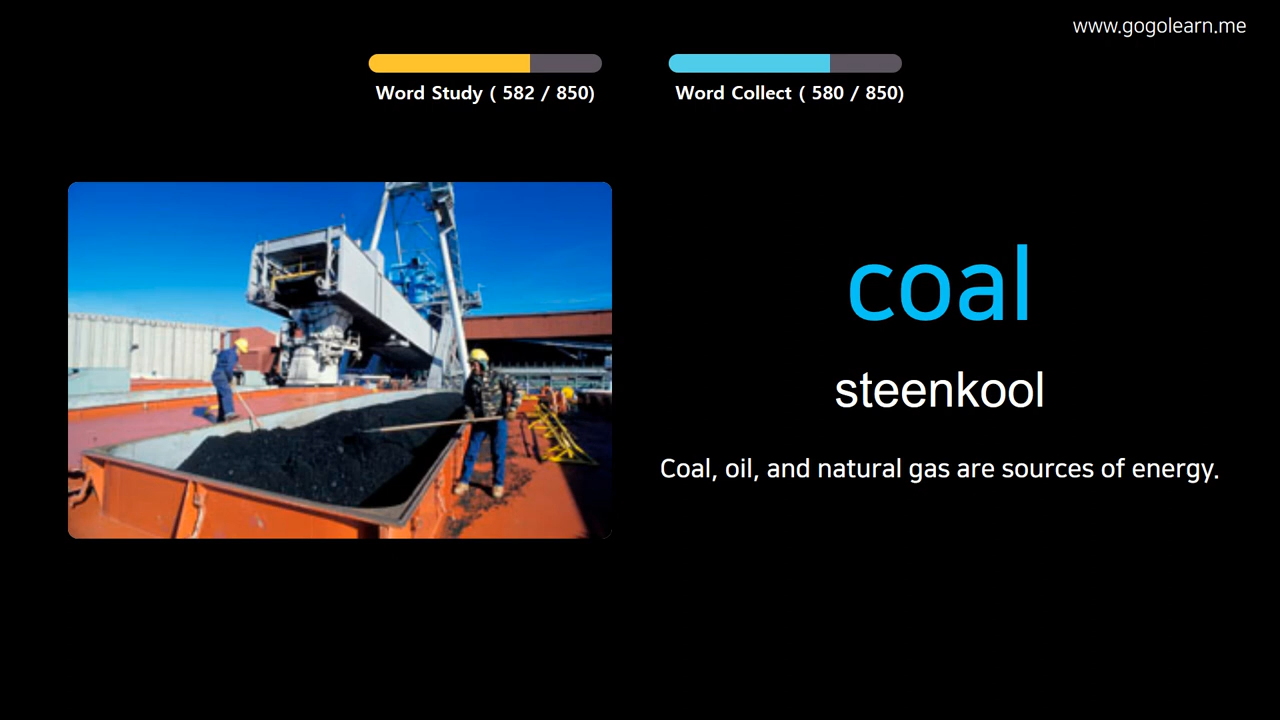 www.gogolearn.me
Word Study ( 582 / 850)
Word Collect ( 580 / 850)
coal
steenkool
Coal, oil, and natural gas are sources of energy.